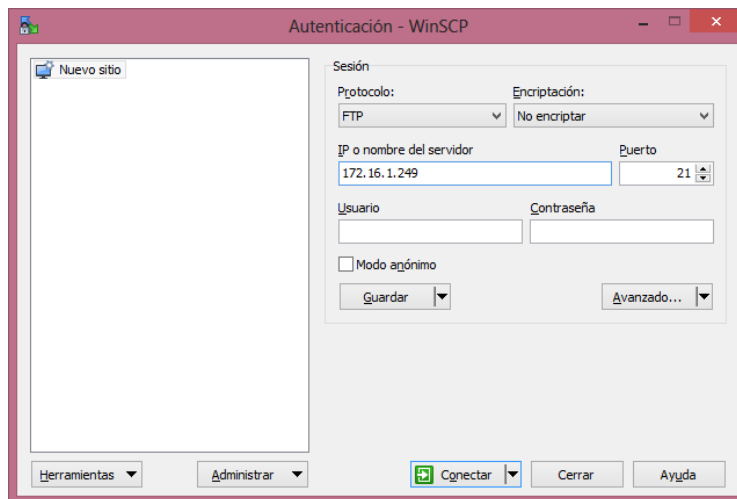 Autenticación - WinSCP
Nuevo sitio
Sesión
Protocolo: Encriptación:
FTP No encriptar
IP o nombre del servidor Puerto
172.16.1.249 21
Usuario Contraseña
Modo anónimo
Guardar Avanzado...
Herramientas Administrar Conectar Cerrar Ayuda